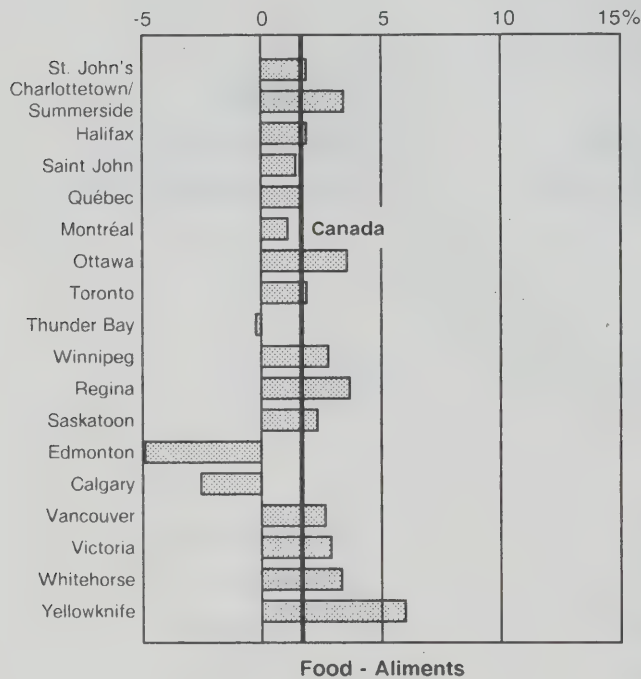 -5 0 5 10 15%
St. John's
Charlottetown/
Summerside
Halifax
Saint John
Québec
Montréal
Canada
Ottawa
Toronto
Thunder Bay
Winnipeg
Regina
Saskatoon
Edmonton
Calgary
Vancouver
Victoria
Whitehorse
Yellowknife
Food - Aliments